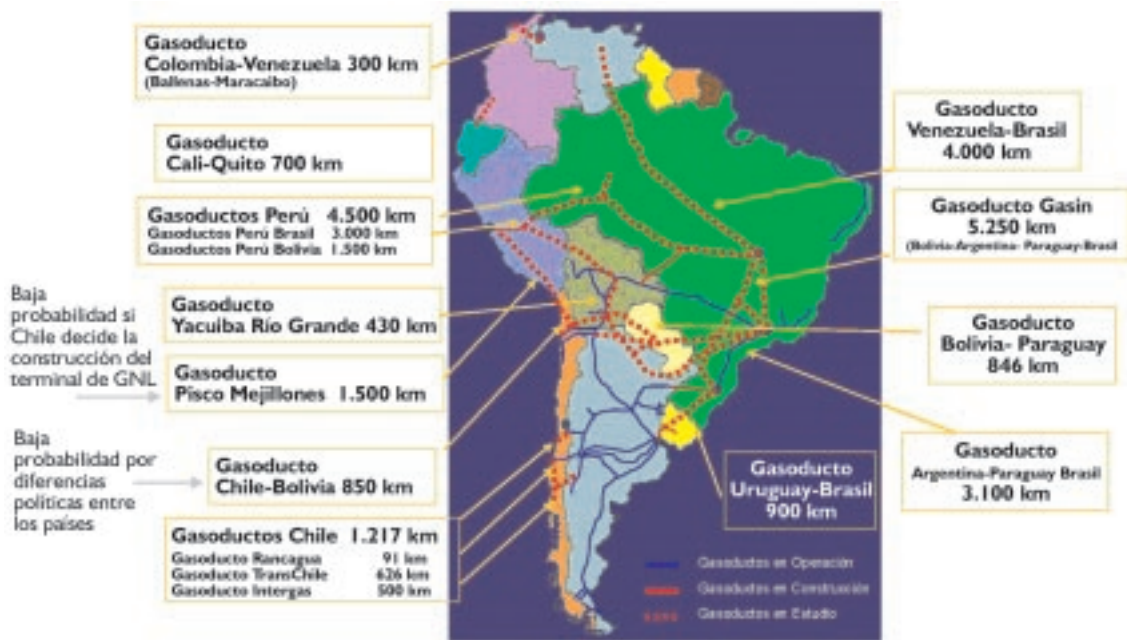 Gasoducto
Colombia-Venezuela 300 km
(Ballenas-Maracaibo)
Gasoducto
Cali-Quito 700 km
Gasoductos Perú 4.500 km
Gasoductos Perú Brasil 3.000 km
Gasoductos Perú Bolivia 1.500 km
Baja
probabilidad si
Chile decide la
construcción del
terminal de GNL
Gasoducto
Yacuiba Río Grande 430 km
Gasoducto
Pisco Mejillones 1.500 km
Baja
probabilidad por
diferencias
políticas entre
los países
Gasoducto
Chile-Bolivia 850 km
Gasoductos Chile 1.217 km
Gasoducto Rancagua 91 km
Gasoducto TransChile 626 km
Gasoducto Intergas 500 km
Gasoducto
Venezuela-Brasil
4.000 km
Gasoducto Gasin
5.250 km
(Bolivia-Argentina- Paraguay-Brasil
Gasoducto
Bolivia- Paraguay
846 km
Gasoducto
Argentina-Paraguay Brasil
3.100 km
Gasoducto
Uruguay-Brasil
900 km
Gasoductos en Operación
Gasoductos en Construcción
Gasoductos en Estudio